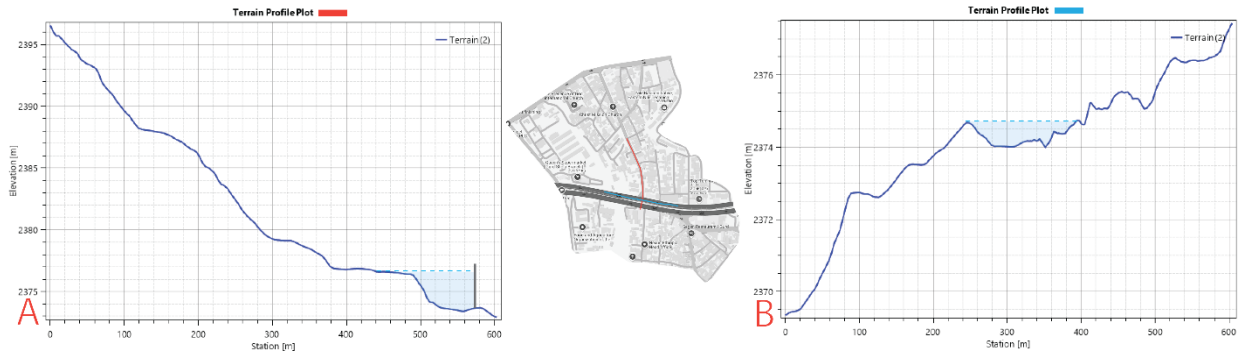 Terrain Profile Plot
Terrain (2)
2395
2390
2385
2380
2375
Elevation [m]
0
100
200
300
400
500
600
Station [m]
A
Terrain Profile Plot
Terrain (2)
2376
2374
2372
2370
Elevation [m]
0
100
200
300
400
500
600
Station [m]
B